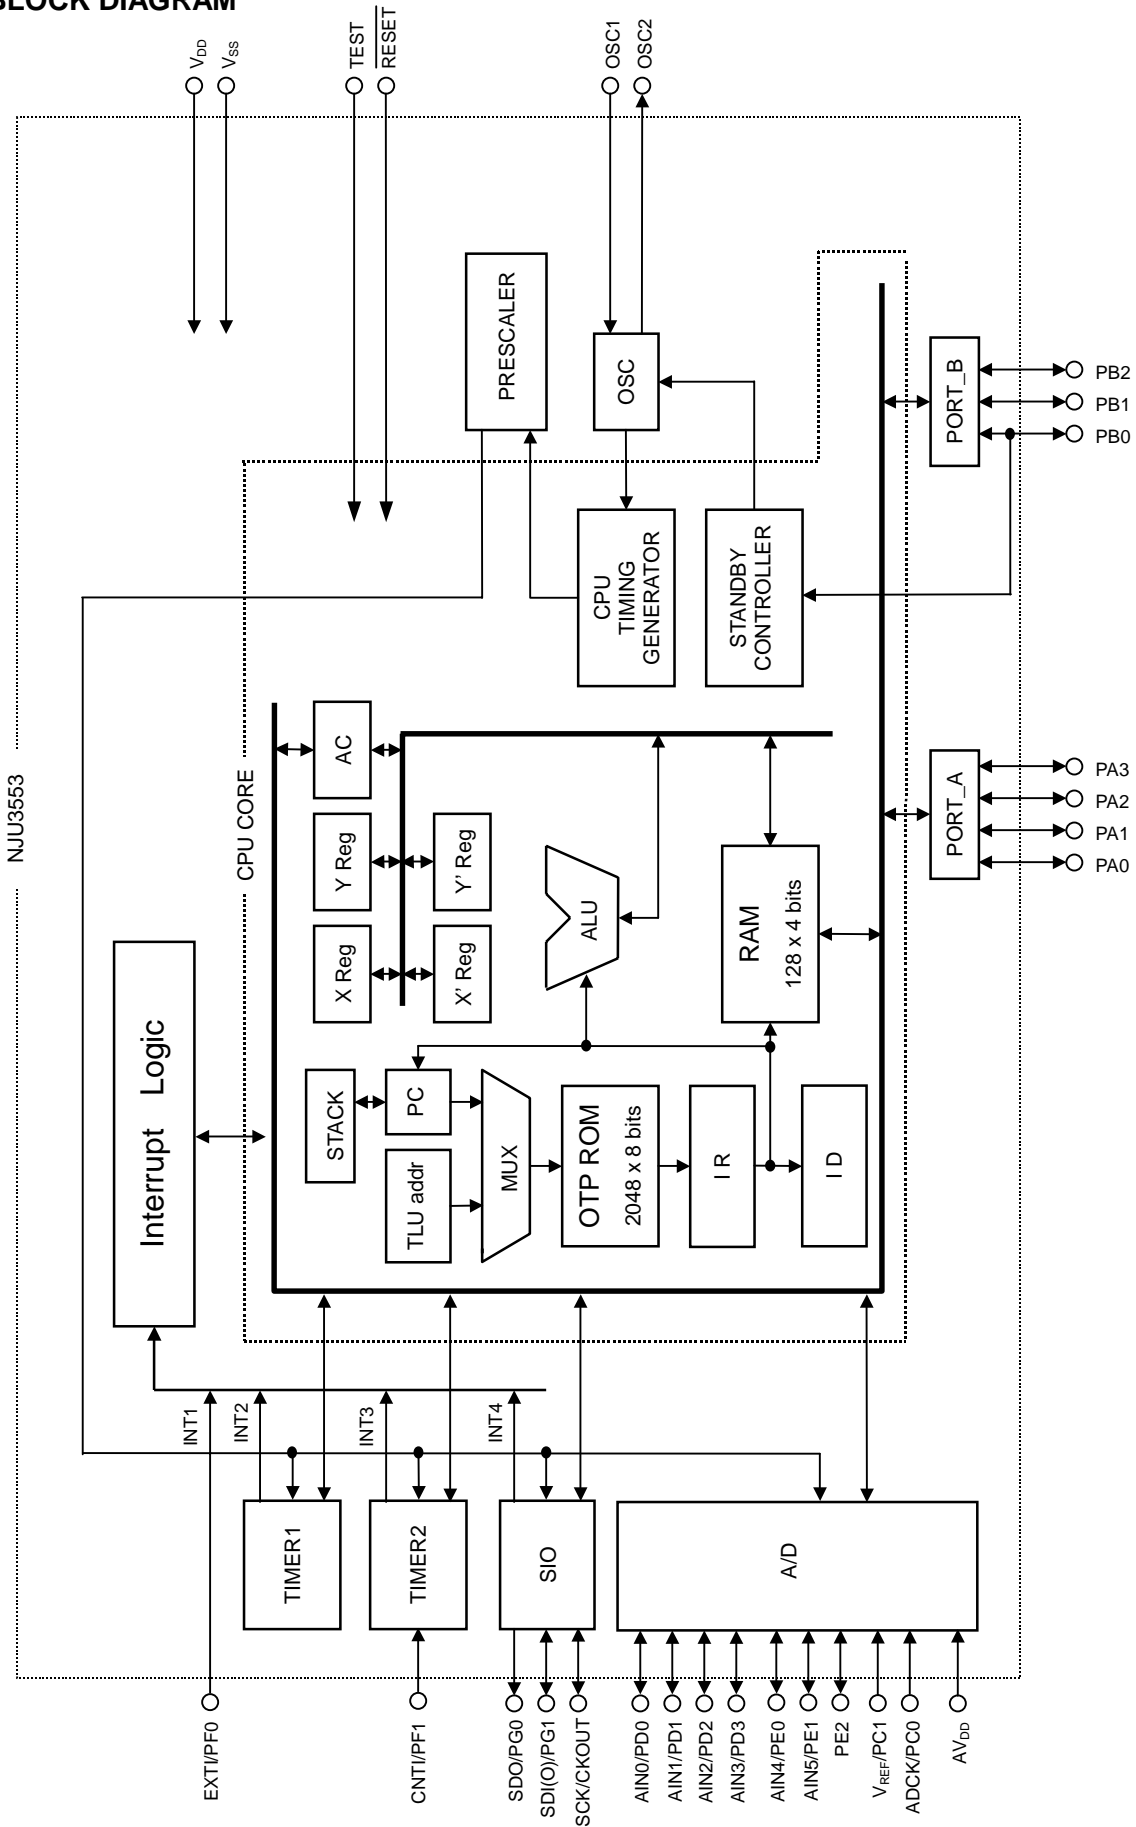 BLOCK DIAGRAM
NJU3553
VDD
VSS
TEST
RESET
OSC1
OSC2
PRESCALER
OSC
CPU CORE
CPU
TIMING
GENERATOR
STANDBY
CONTROLLER
PORT_B
PB2
PB1
PB0
AC
Y Reg
Y' Reg
X Reg
X' Reg
ALU
RAM
128 x 4 bits
PORT_A
PA3
PA2
PA1
PA0
Interrupt Logic
STACK
PC
TLU addr
MUX
OTP ROM
2048 x 8 bits
I R
I D
INT1
INT2
INT3
INT4
TIMER1
TIMER2
SIO
A/D
EXTI/PF0
CNTI/PF1
SDO/PG0
SDI(O)/PG1
SCK/CKOUT
AIN0/PD0
AIN1/PD1
AIN2/PD2
AIN3/PD3
AIN4/PE0
AIN5/PE1
PE2
VREF/PC1
ADCK/PC0
AVDD